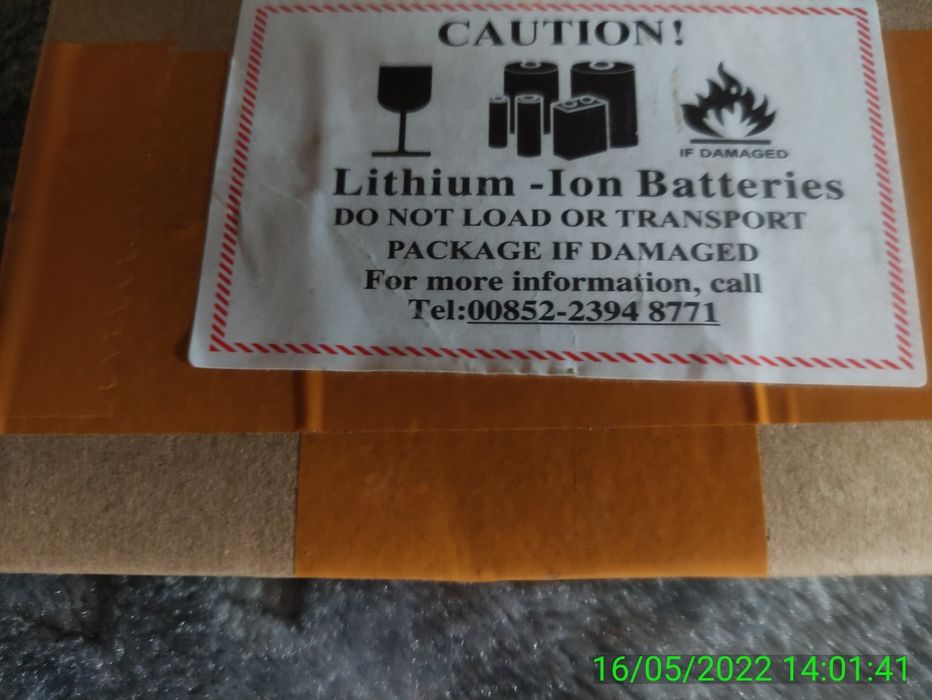 CAUTION!
IF DAMAGED
Lithium -Ion Batteries
DO NOT LOAD OR TRANSPORT
PACKAGE IF DAMAGED
For more information, call
Tel:00852-2394 8771
16/05/2022 14:01:41